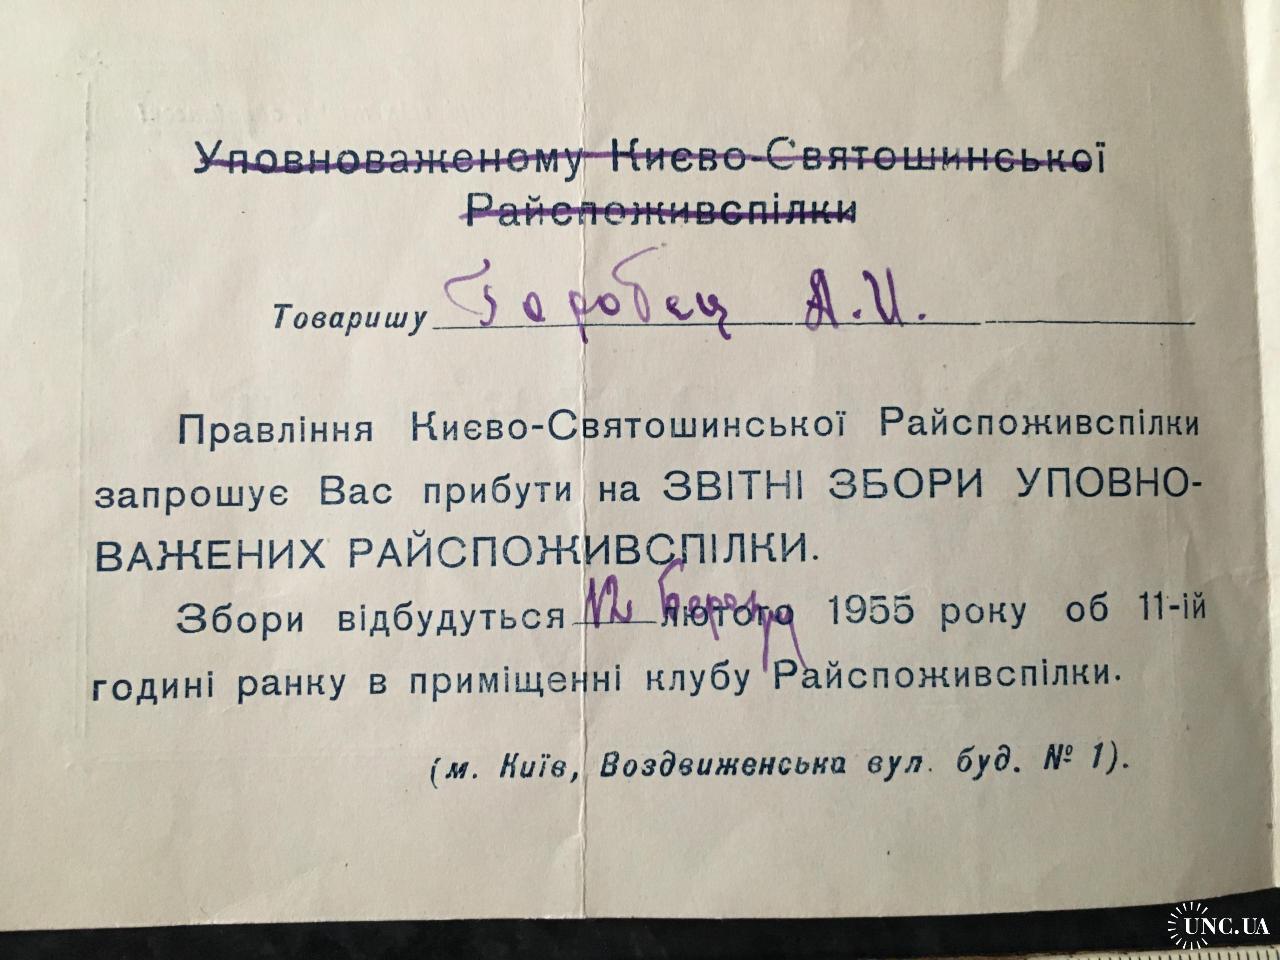 Уповноваженому Києво-Святошинської
Райспоживспілки
Товаришу А.И.
Правління Києво-Святошинської Райспоживспілки
запрошує Вас прибути на ЗВІТНІ ЗБОРИ УПОВНО-
ВАЖЕНИХ РАЙСПОЖИВСПІЛКИ.
Збори відбудуться 12 лютого 1955 року об 11-ій
годині ранку в приміщенні клубу Райспоживспілки.
(м. Київ, Воздвиженська вул. буд. № 1).
UNC.UA